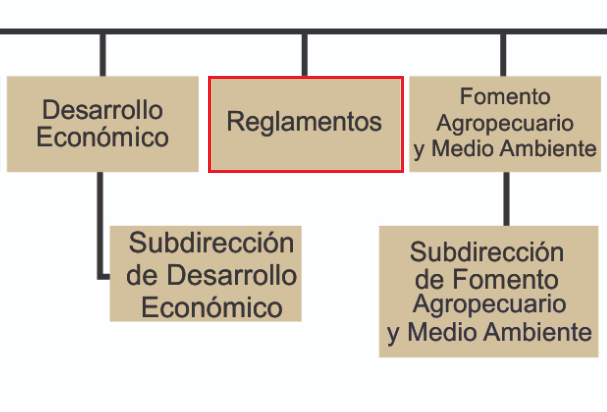 Desarrollo
Económico
Reglamentos
Fomento
Agropecuario
y Medio Ambiente
Subdirección
de Desarrollo
Económico
Subdirección
de Fomento
Agropecuario
y Medio Ambiente